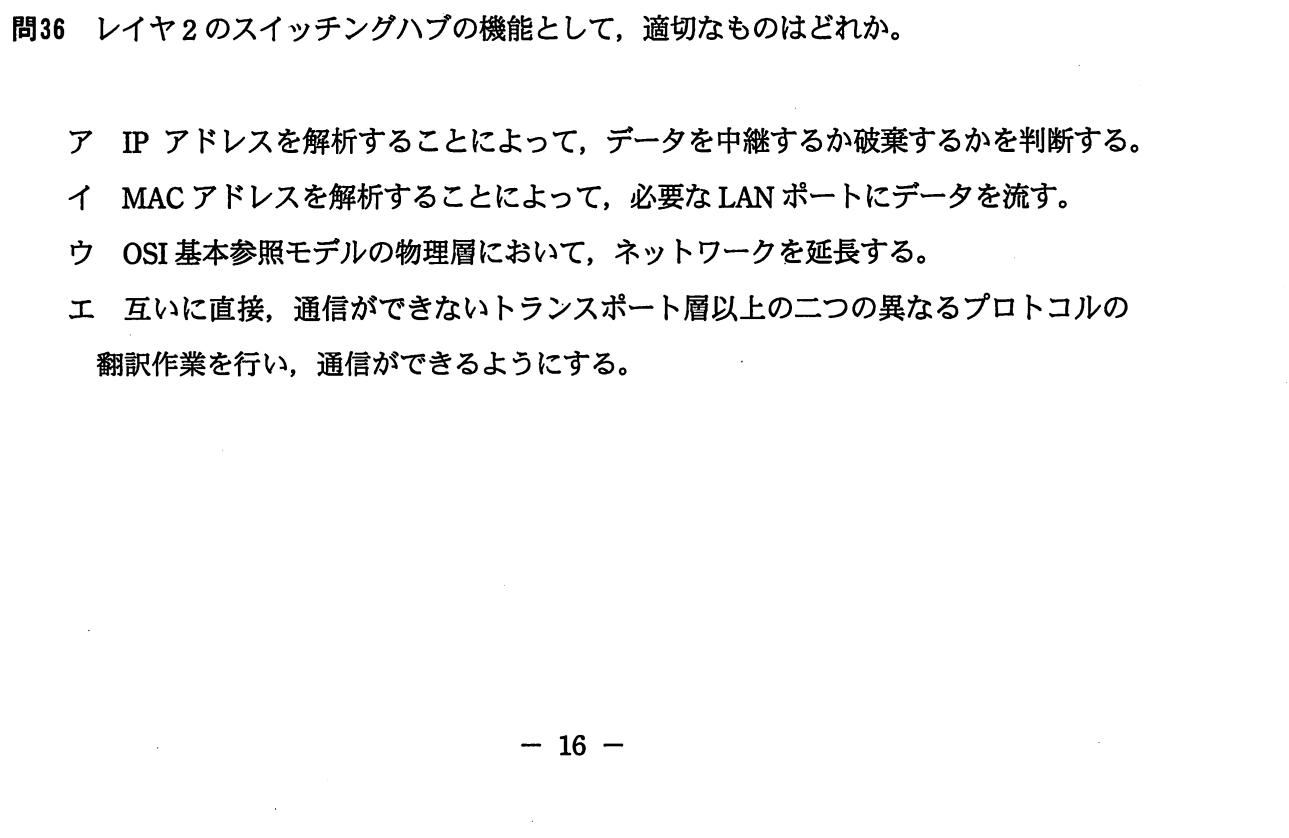 問36 レイヤ2のスイッチングハブの機能として，適切なものはどれか。
ア IP アドレスを解析することによって，データを中継するか破棄するかを判断する。
イ MACアドレスを解析することによって，必要なLANポートにデータを流す。
ウ OSI基本参照モデルの物理層において，ネットワークを延長する。
エ 互いに直接，通信ができないトランスポート層以上の二つの異なるプロトコルの
翻訳作業を行い，通信ができるようにする。
－ 16 －